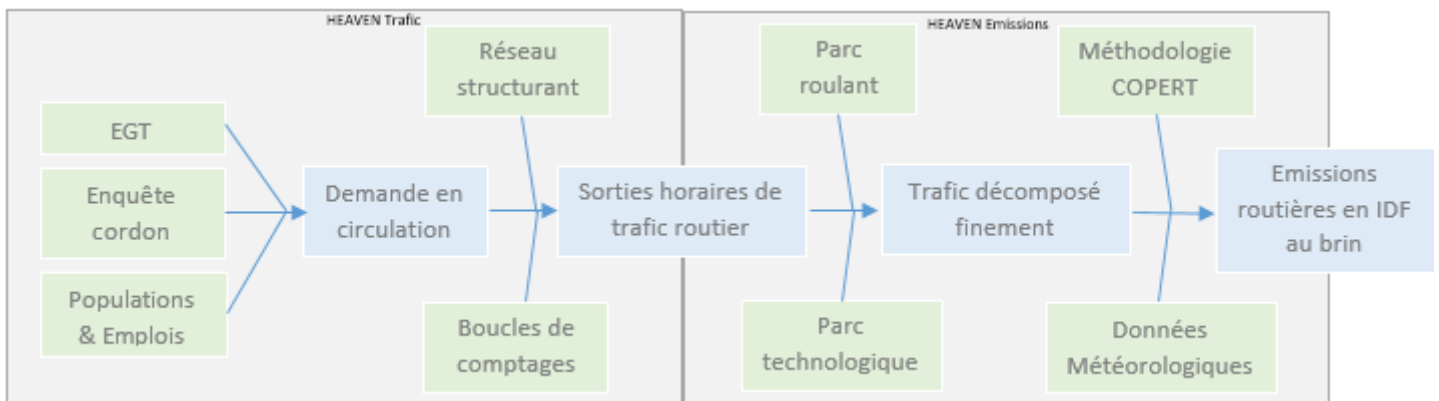 HEAVEN Trafic
HEAVEN Emissions
Réseau
structurant
Parc
roulant
Méthodologie
COPERT
EGT
Enquête
cordon
Populations
& Emplois
Demande en
circulation
Sorties horaires de
trafic routier
Trafic décomposé
finement
Emissions
routières en IDF
au brin
Boucles de
comptages
Parc
technologique
Données
Météorologiques